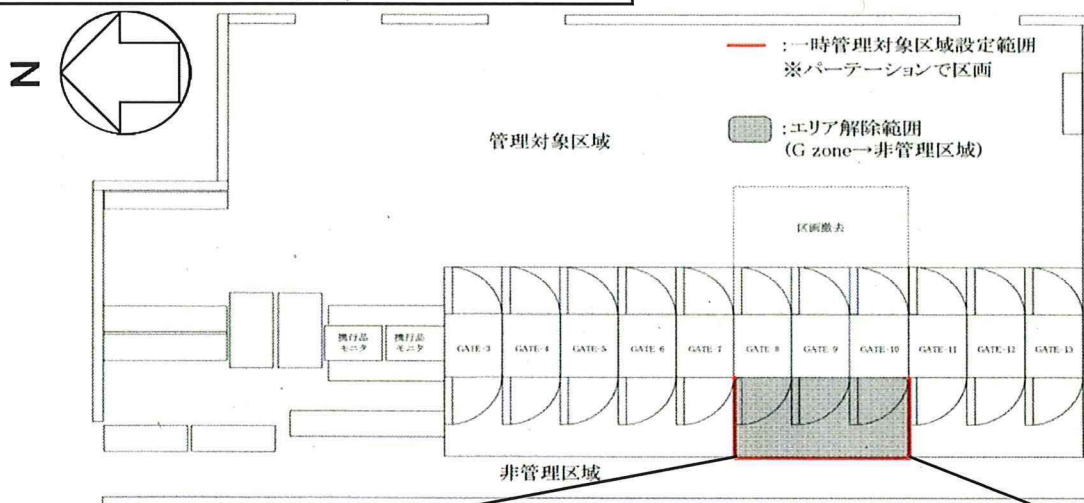 N
:一時管理対象区域設定範囲
※パーテーションで区画
:エリア解除範囲
(G zone→非管理区域)
管理対象区域
区画撤去
携行品
モニタ
携行品
モニタ
GATE-3
GATE-4
GATE-5
GATE-6
GATE-7
GATE-8
GATE-9
GATE-10
GATE-11
GATE-12
GATE-13
非管理区域